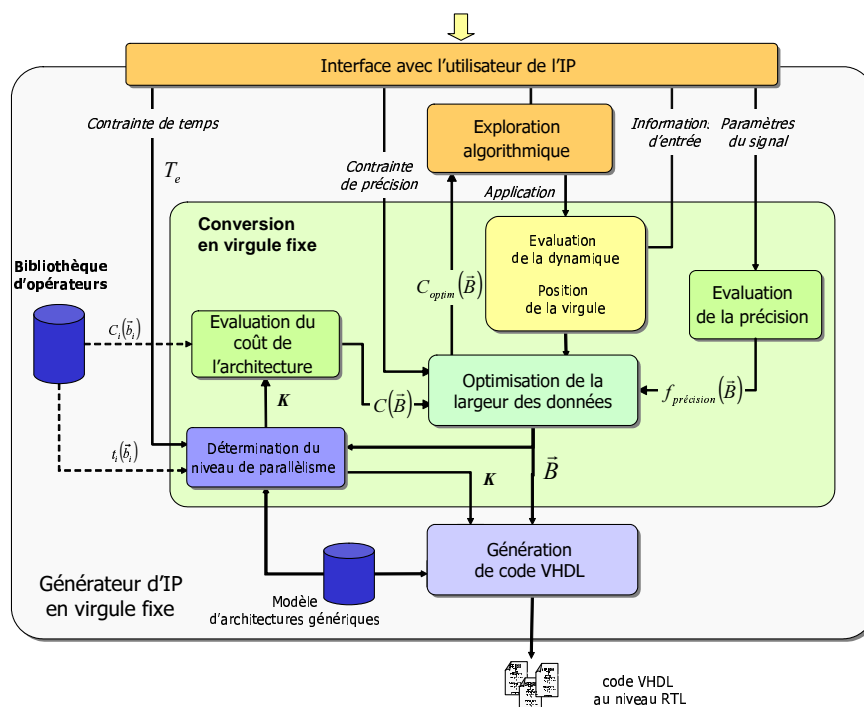 Interface avec l'utilisateur de l'IP
Contrainte de temps
T_e
Contrainte
de précision
Exploration
algorithmique
Informations
d'entrée
Paramètres
du signal
Application
Conversion
en virgule fixe
Bibliothèque
d'opérateurs
C_optim(B⃗)
Evaluation
de la dynamique
Position
de la virgule
Evaluation
de la précision
C_i(b⃗_i)
Evaluation du
coût de
l'architecture
K
C(B⃗)
Optimisation de la
largeur des données
f_précision(B⃗)
t_i(b⃗_i)
Détermination du
niveau de parallèlisme
K
B⃗
Génération
de code VHDL
Générateur d'IP
en virgule fixe
Modèle
d'architectures génériques
code VHDL
au niveau RTL